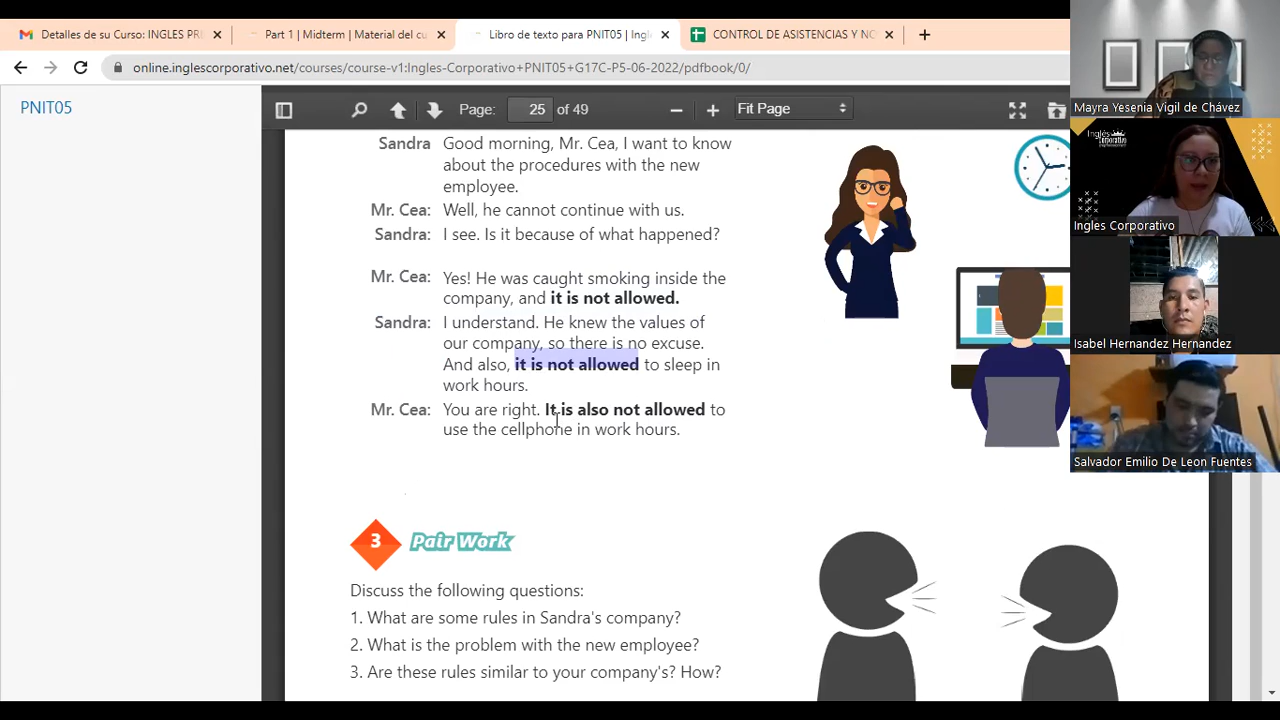 Detalles de su Curso: INGLES PRI
Part 1 | Midterm | Material del cu
Libro de texto para PNIT05 | Ingl
CONTROL DE ASISTENCIAS Y NO
online.inglescorporativo.net/courses/course-v1:Ingles-Corporativo+PNIT05+G17C-P5-06-2022/pdfbook/0/
PNIT05
Page: 25 of 49
Fit Page
Sandra Good morning, Mr. Cea, I want to know
about the procedures with the new
employee.
Mr. Cea: Well, he cannot continue with us.
Sandra: I see. Is it because of what happened?
Mr. Cea: Yes! He was caught smoking inside the
company, and it is not allowed.
Sandra: I understand. He knew the values of
our company, so there is no excuse.
And also, it is not allowed to sleep in
work hours.
Mr. Cea: You are right. It is also not allowed to
use the cellphone in work hours.
3 Pair Work
Discuss the following questions:
1. What are some rules in Sandra's company?
2. What is the problem with the new employee?
3. Are these rules similar to your company's? How?
Mayra Yesenia Vigil de Chávez
Inglés
Corporativo
Ingles Corporativo
Isabel Hernandez Hernandez
Salvador Emilio De Leon Fuentes